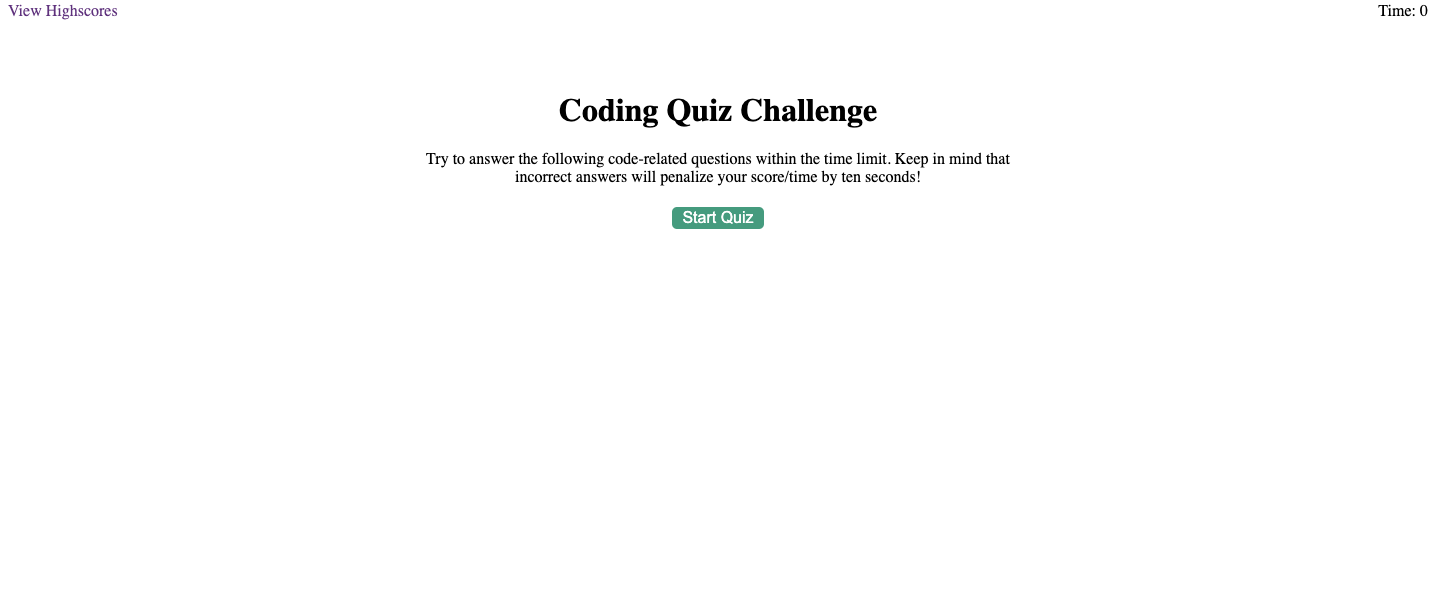 View Highscores
Time: 0
Coding Quiz Challenge
Try to answer the following code-related questions within the time limit. Keep in mind that
incorrect answers will penalize your score/time by ten seconds!
Start Quiz